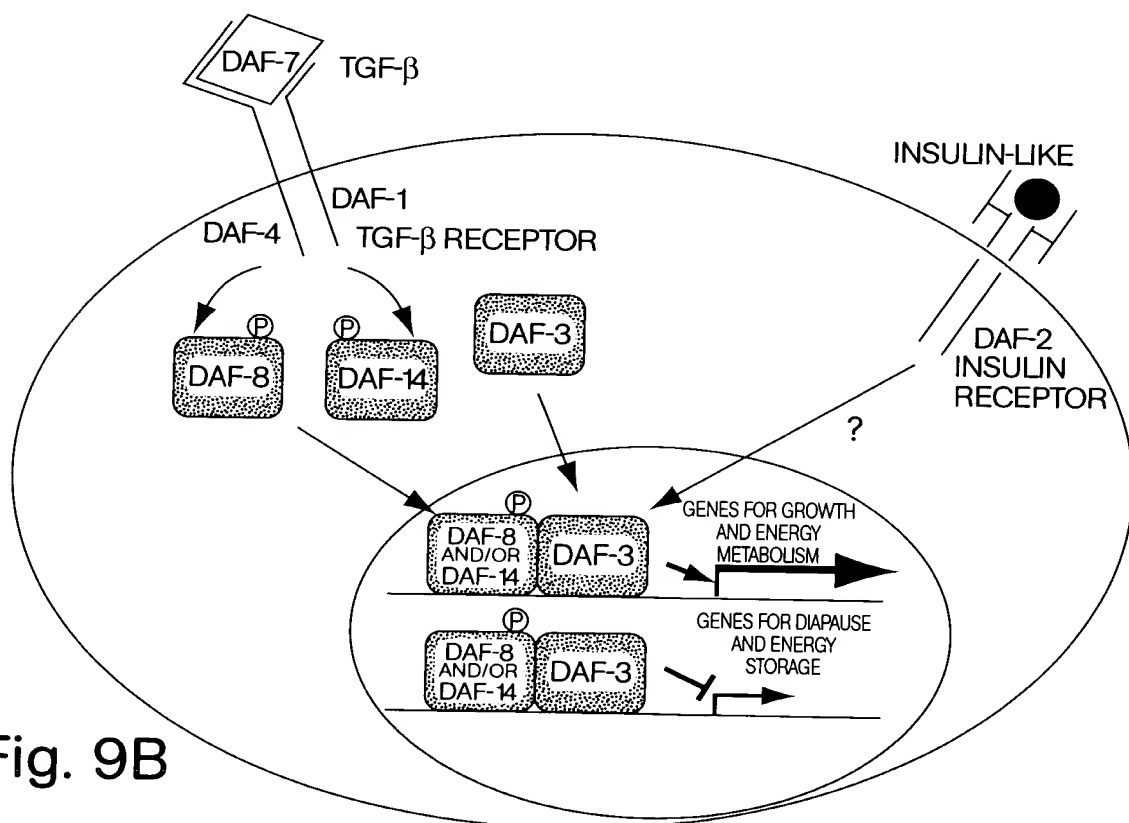 DAF-7
TGF-β
INSULIN-LIKE
DAF-1
DAF-4
TGF-β RECEPTOR
P
P
DAF-8
DAF-14
DAF-3
DAF-2
INSULIN
RECEPTOR
?
P
DAF-8
AND/OR
DAF-14
DAF-3
GENES FOR GROWTH
AND ENERGY
METABOLISM
P
DAF-8
AND/OR
DAF-14
DAF-3
GENES FOR DIAPAUSE
AND ENERGY
STORAGE
Fig. 9B